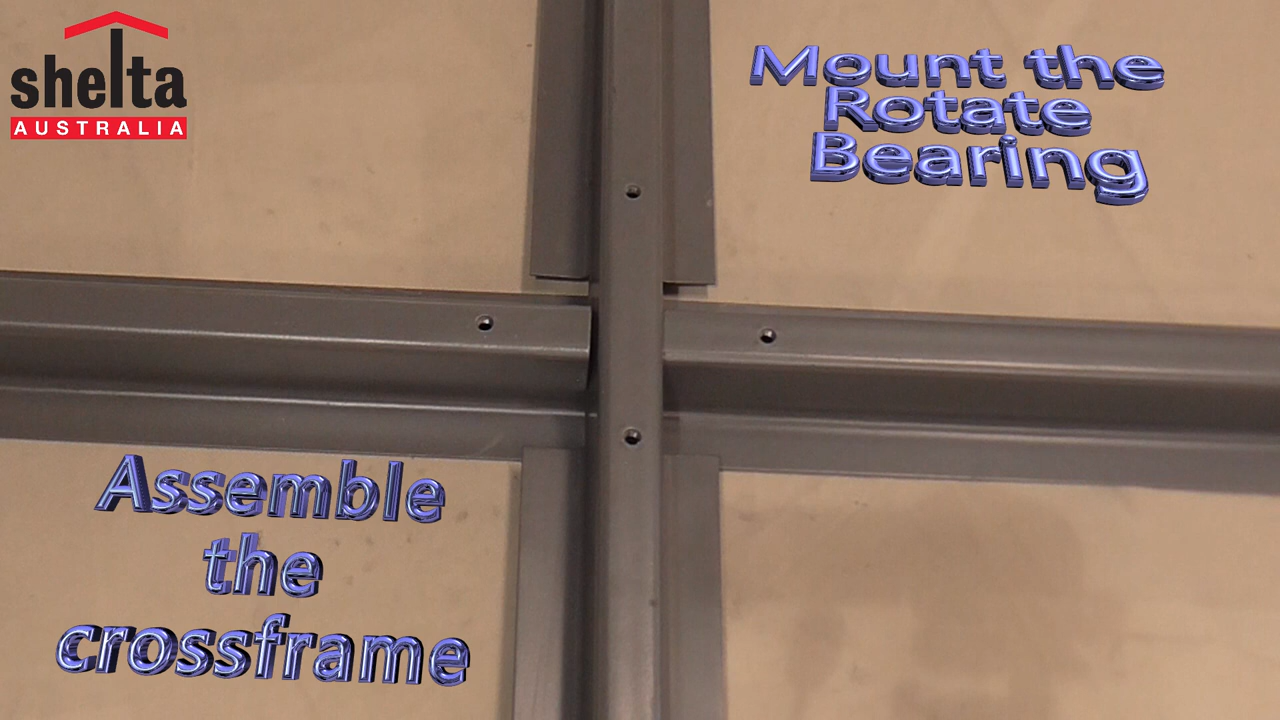 shelta
AUSTRALIA
Mount the
Rotate
Bearing
Assemble
the
crossframe